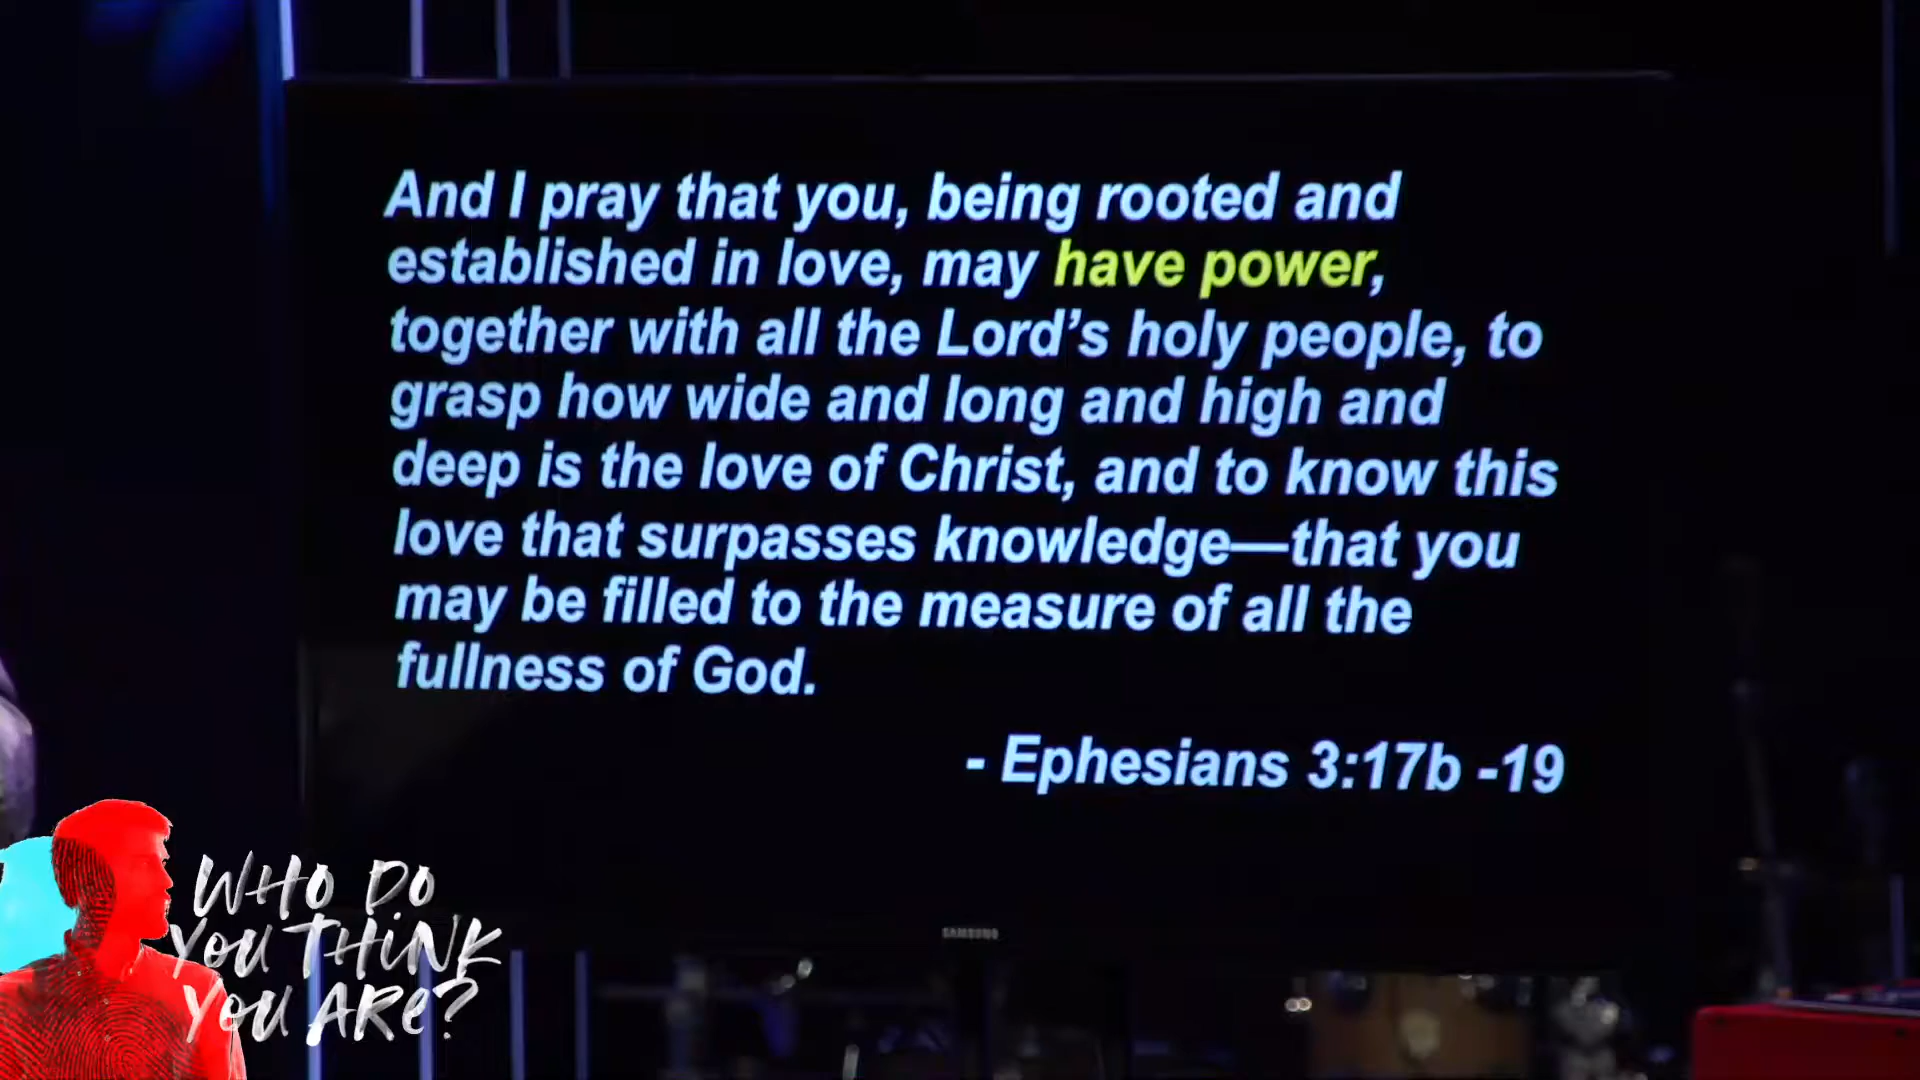 And I pray that you, being rooted and
established in love, may have power,
together with all the Lord’s holy people, to
grasp how wide and long and high and
deep is the love of Christ, and to know this
love that surpasses knowledge—that you
may be filled to the measure of all the
fullness of God.
- Ephesians 3:17b -19
SAMSUNG
WHO DO
YOU THiNK
YOU ARe?